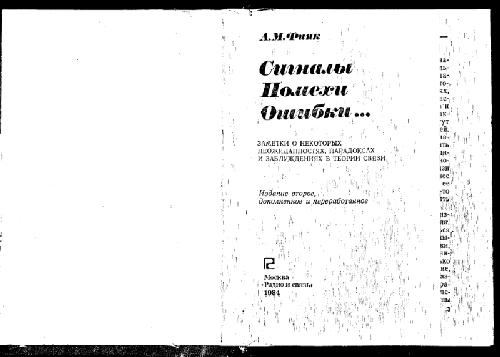 А.М.Финк
Сигналы
Помехи
Ошибки...
ЗАМЕТКИ О НЕКОТОРЫХ
НЕОЖИДАННОСТЯХ, ПАРАДОКСАХ
И ЗАБЛУЖДЕНИЯХ В ТЕОРИИ СВЯЗИ
Издание второе,
дополненное и переработанное
Москва
Радио и связь
1984